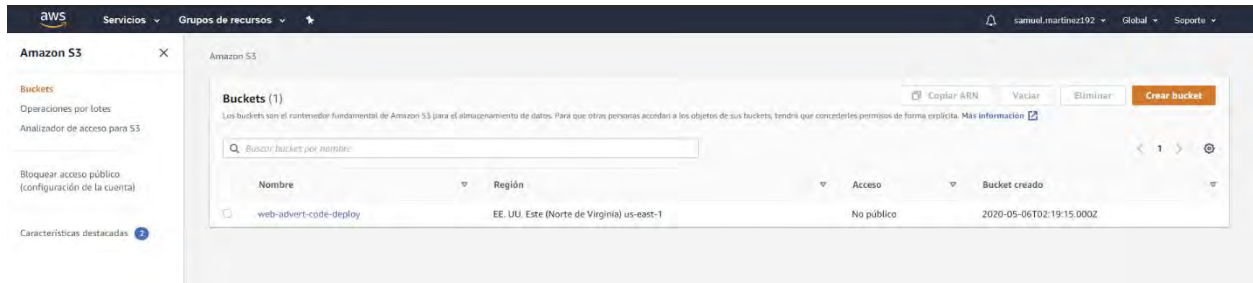 aws Servicios Grupos de recursos samuel.martinez192 Global Soporte
Amazon S3
Buckets
Operaciones por lotes
Analizador de acceso para S3
Bloquear acceso público
(configuración de la cuenta)
Características destacadas 2
Amazon S3
Buckets (1) Copiar ARN Vaciar Eliminar Crear bucket
Los buckets son el contenedor fundamental de Amazon S3 para el almacenamiento de datos. Para que otras personas accedan a los objetos de sus buckets, tendrá que concederles permisos de forma explícita. Más información
Buscar bucket por nombre
1
Nombre Región Acceso Bucket creado
web-advert-code-deploy EE. UU. Este (Norte de Virginia) us-east-1 No público 2020-05-06T02:19:15.000Z